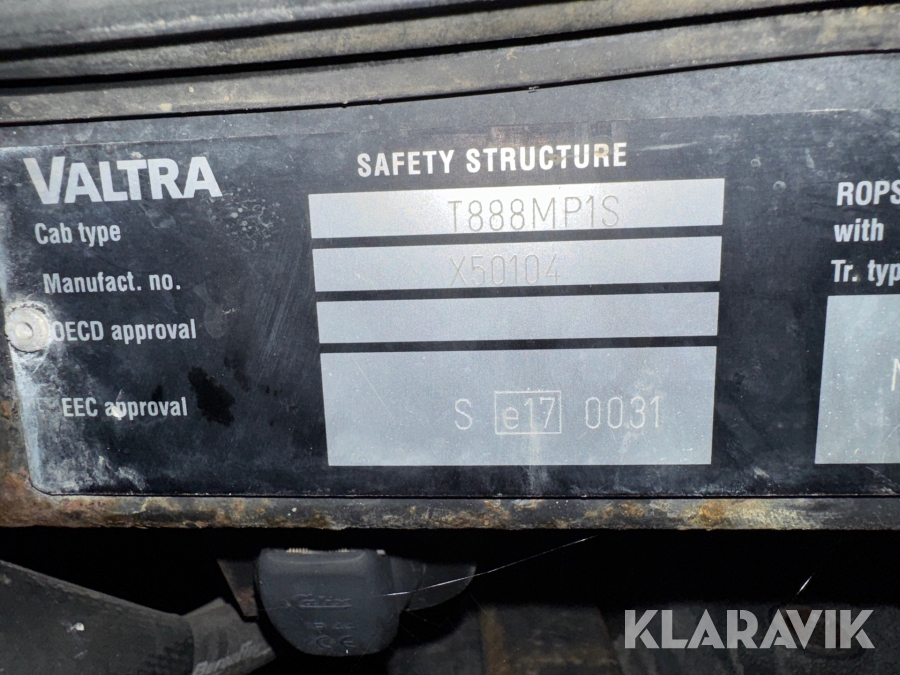 VALTRA
SAFETY STRUCTURE
Cab type T888MP1S
Manufact. no. X50104
OECD approval
EEC approval S e17 0031
ROPS
with
Tr. typ
N
KLARAVIK